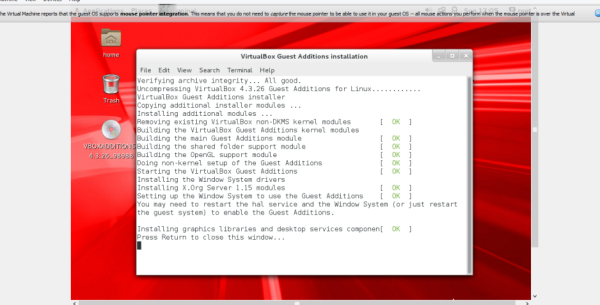 he Virtual Machine reports that the guest OS supports mouse pointer integration. This means that you do not need to capture the mouse pointer to be able to use it in your guest OS -- all mouse actions you perform when the mouse pointer is over the Virtual
home
Trash
VBOXADDITIONS
VirtualBox Guest Additions installation
File Edit View Search Terminal Help
Verifying archive integrity... All good.
Uncompressing VirtualBox 4.3.26 Guest Additions for Linux............
VirtualBox Guest Additions installer
Copying additional installer modules ...
Installing additional modules ...
Removing existing VirtualBox non-DKMS kernel modules [ OK ]
Building the VirtualBox Guest Additions kernel modules
Building the main Guest Additions module [ OK ]
Building the shared folder support module [ OK ]
Building the OpenGL support module [ OK ]
Doing non-kernel setup of the Guest Additions [ OK ]
Starting the VirtualBox Guest Additions [ OK ]
Installing the Window System drivers
Installing X.Org Server 1.15 modules [ OK ]
Setting up the Window System to use the Guest Additions [ OK ]
You may need to restart the hal service and the Window System (or just restart
the guest system) to enable the Guest Additions.
Installing graphics libraries and desktop services componen[ OK ]
Press Return to close this window...